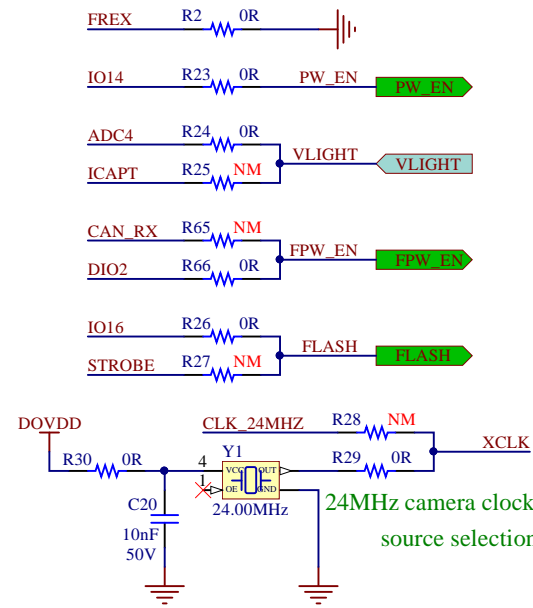 FREX R2 0R
IO14 R23 0R PW_EN PW_EN
ADC4 R24 0R
VLIGHT VLIGHT
ICAPT R25 NM
CAN_RX R65 NM
FPW_EN FPW_EN
DIO2 R66 0R
IO16 R26 0R
FLASH FLASH
STROBE R27 NM
CLK_24MHZ R28 NM
DOVDD
XCLK
R30 0R Y1 R29 0R
4 VCC OUT
1 OE GND
C20 24.00MHz 24MHz camera clock
10nF source selection
50V